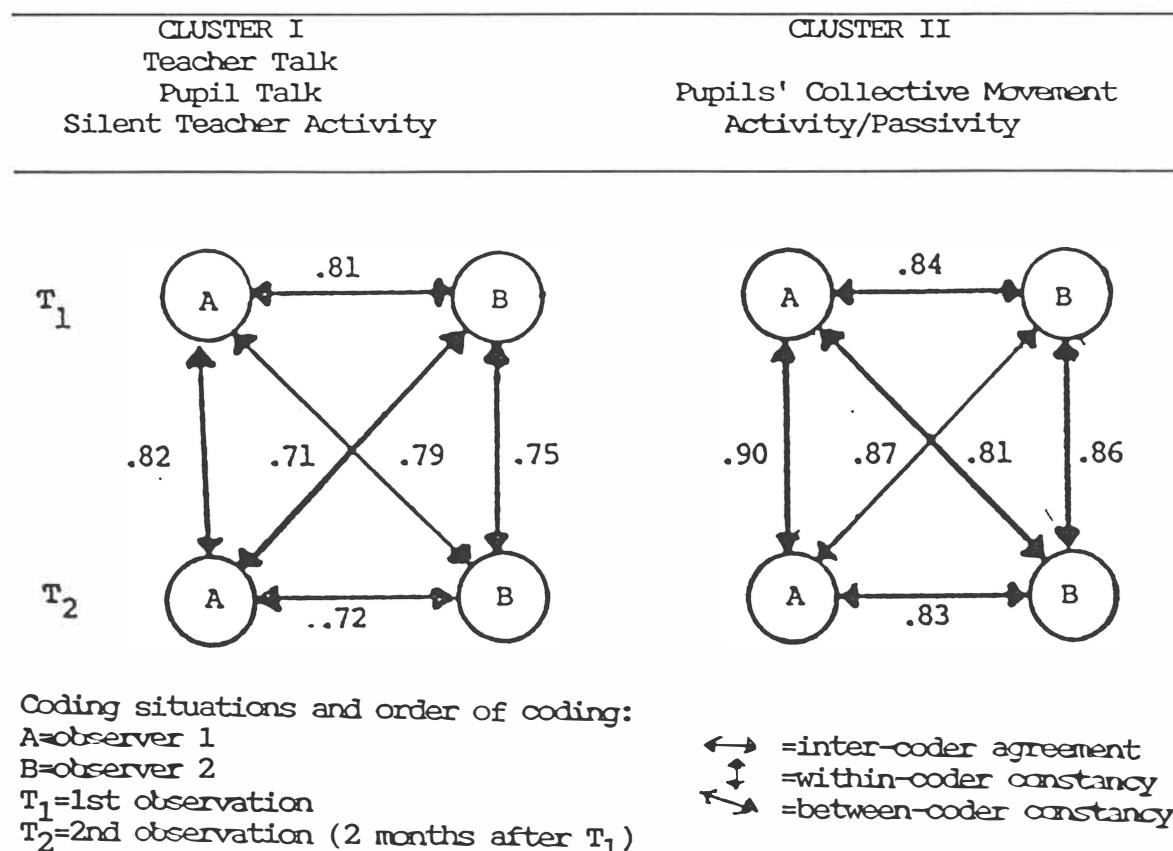 CLUSTER I
Teacher Talk
Pupil Talk
Silent Teacher Activity
CLUSTER II
Pupils' Collective Movement
Activity/Passivity
T1
A .81 B
.82 .71 .79 .75
T2
A ..72 B
A .84 B
.90 .87 .81 .86
A .83 B
Coding situations and order of coding:
A=observer 1
B=observer 2
T1=1st observation
T2=2nd observation (2 months after T1)
=inter-coder agreement
=within-coder constancy
=between-coder constancy